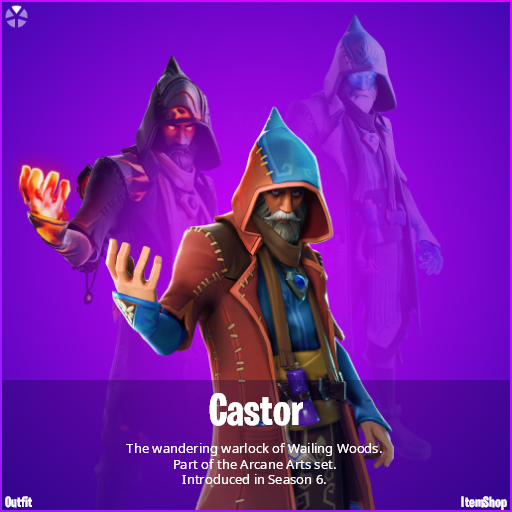 Castor
The wandering warlock of Wailing Woods.
Part of the Arcane Arts set.
Introduced in Season 6.
Outfit
ItemShop